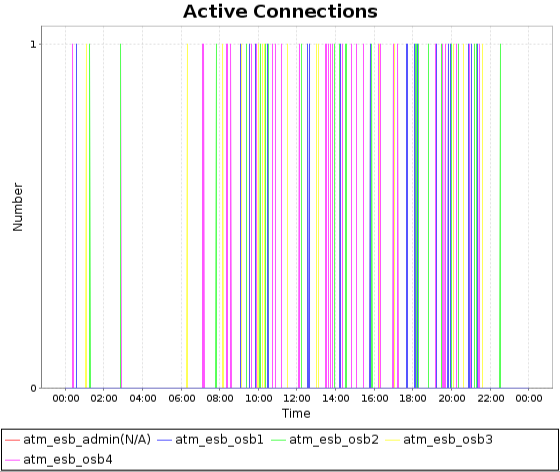 Active Connections
1
Number
0
00:00 02:00 04:00 06:00 08:00 10:00 12:00 14:00 16:00 18:00 20:00 22:00 00:00
Time
atm_esb_admin(N/A) atm_esb_osb1 atm_esb_osb2 atm_esb_osb3
atm_esb_osb4